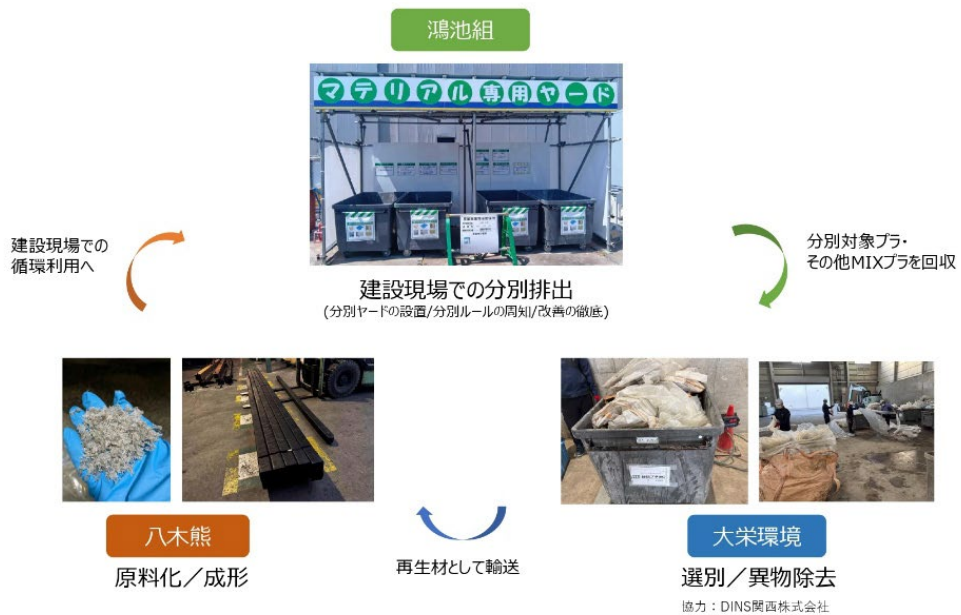 鴻池組
マテリアル専用ヤード
建設現場での分別排出
(分別ヤードの設置/分別ルールの周知/改善の徹底)
建設現場での
循環利用へ
分別対象プラ・
その他MIXプラを回収
八木熊
原料化／成形
再生材として輸送
大栄環境
選別／異物除去
協力：DINS関西株式会社